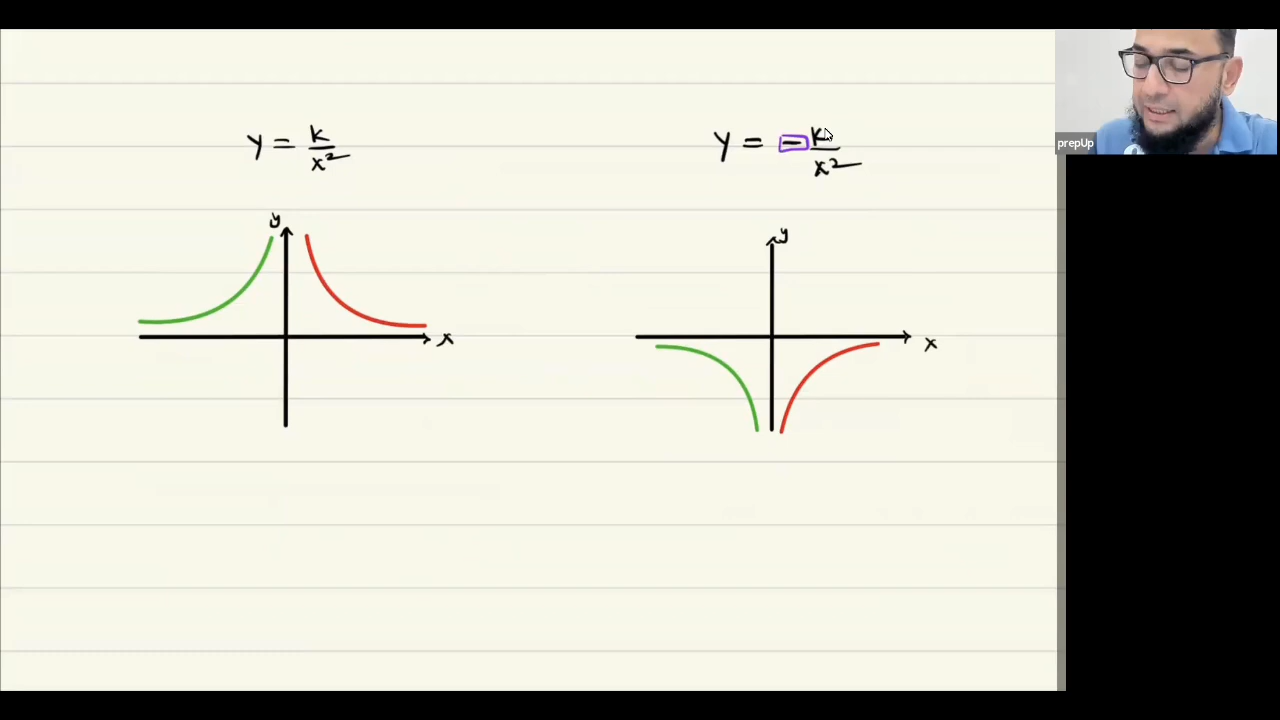 y = k/x²
y = -k/x²
y
x
y
x
prepUp